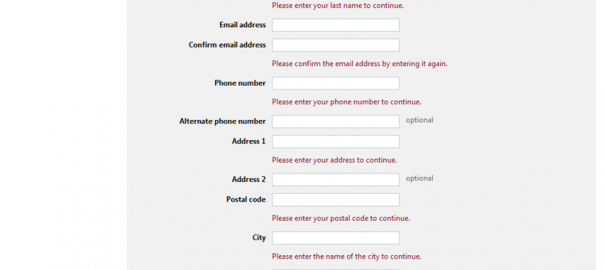 Please enter your last name to continue.
Email address
Confirm email address
Please confirm the email address by entering it again.
Phone number
Please enter your phone number to continue.
Alternate phone number optional
Address 1
Please enter your address to continue.
Address 2 optional
Postal code
Please enter your postal code to continue.
City
Please enter the name of the city to continue.